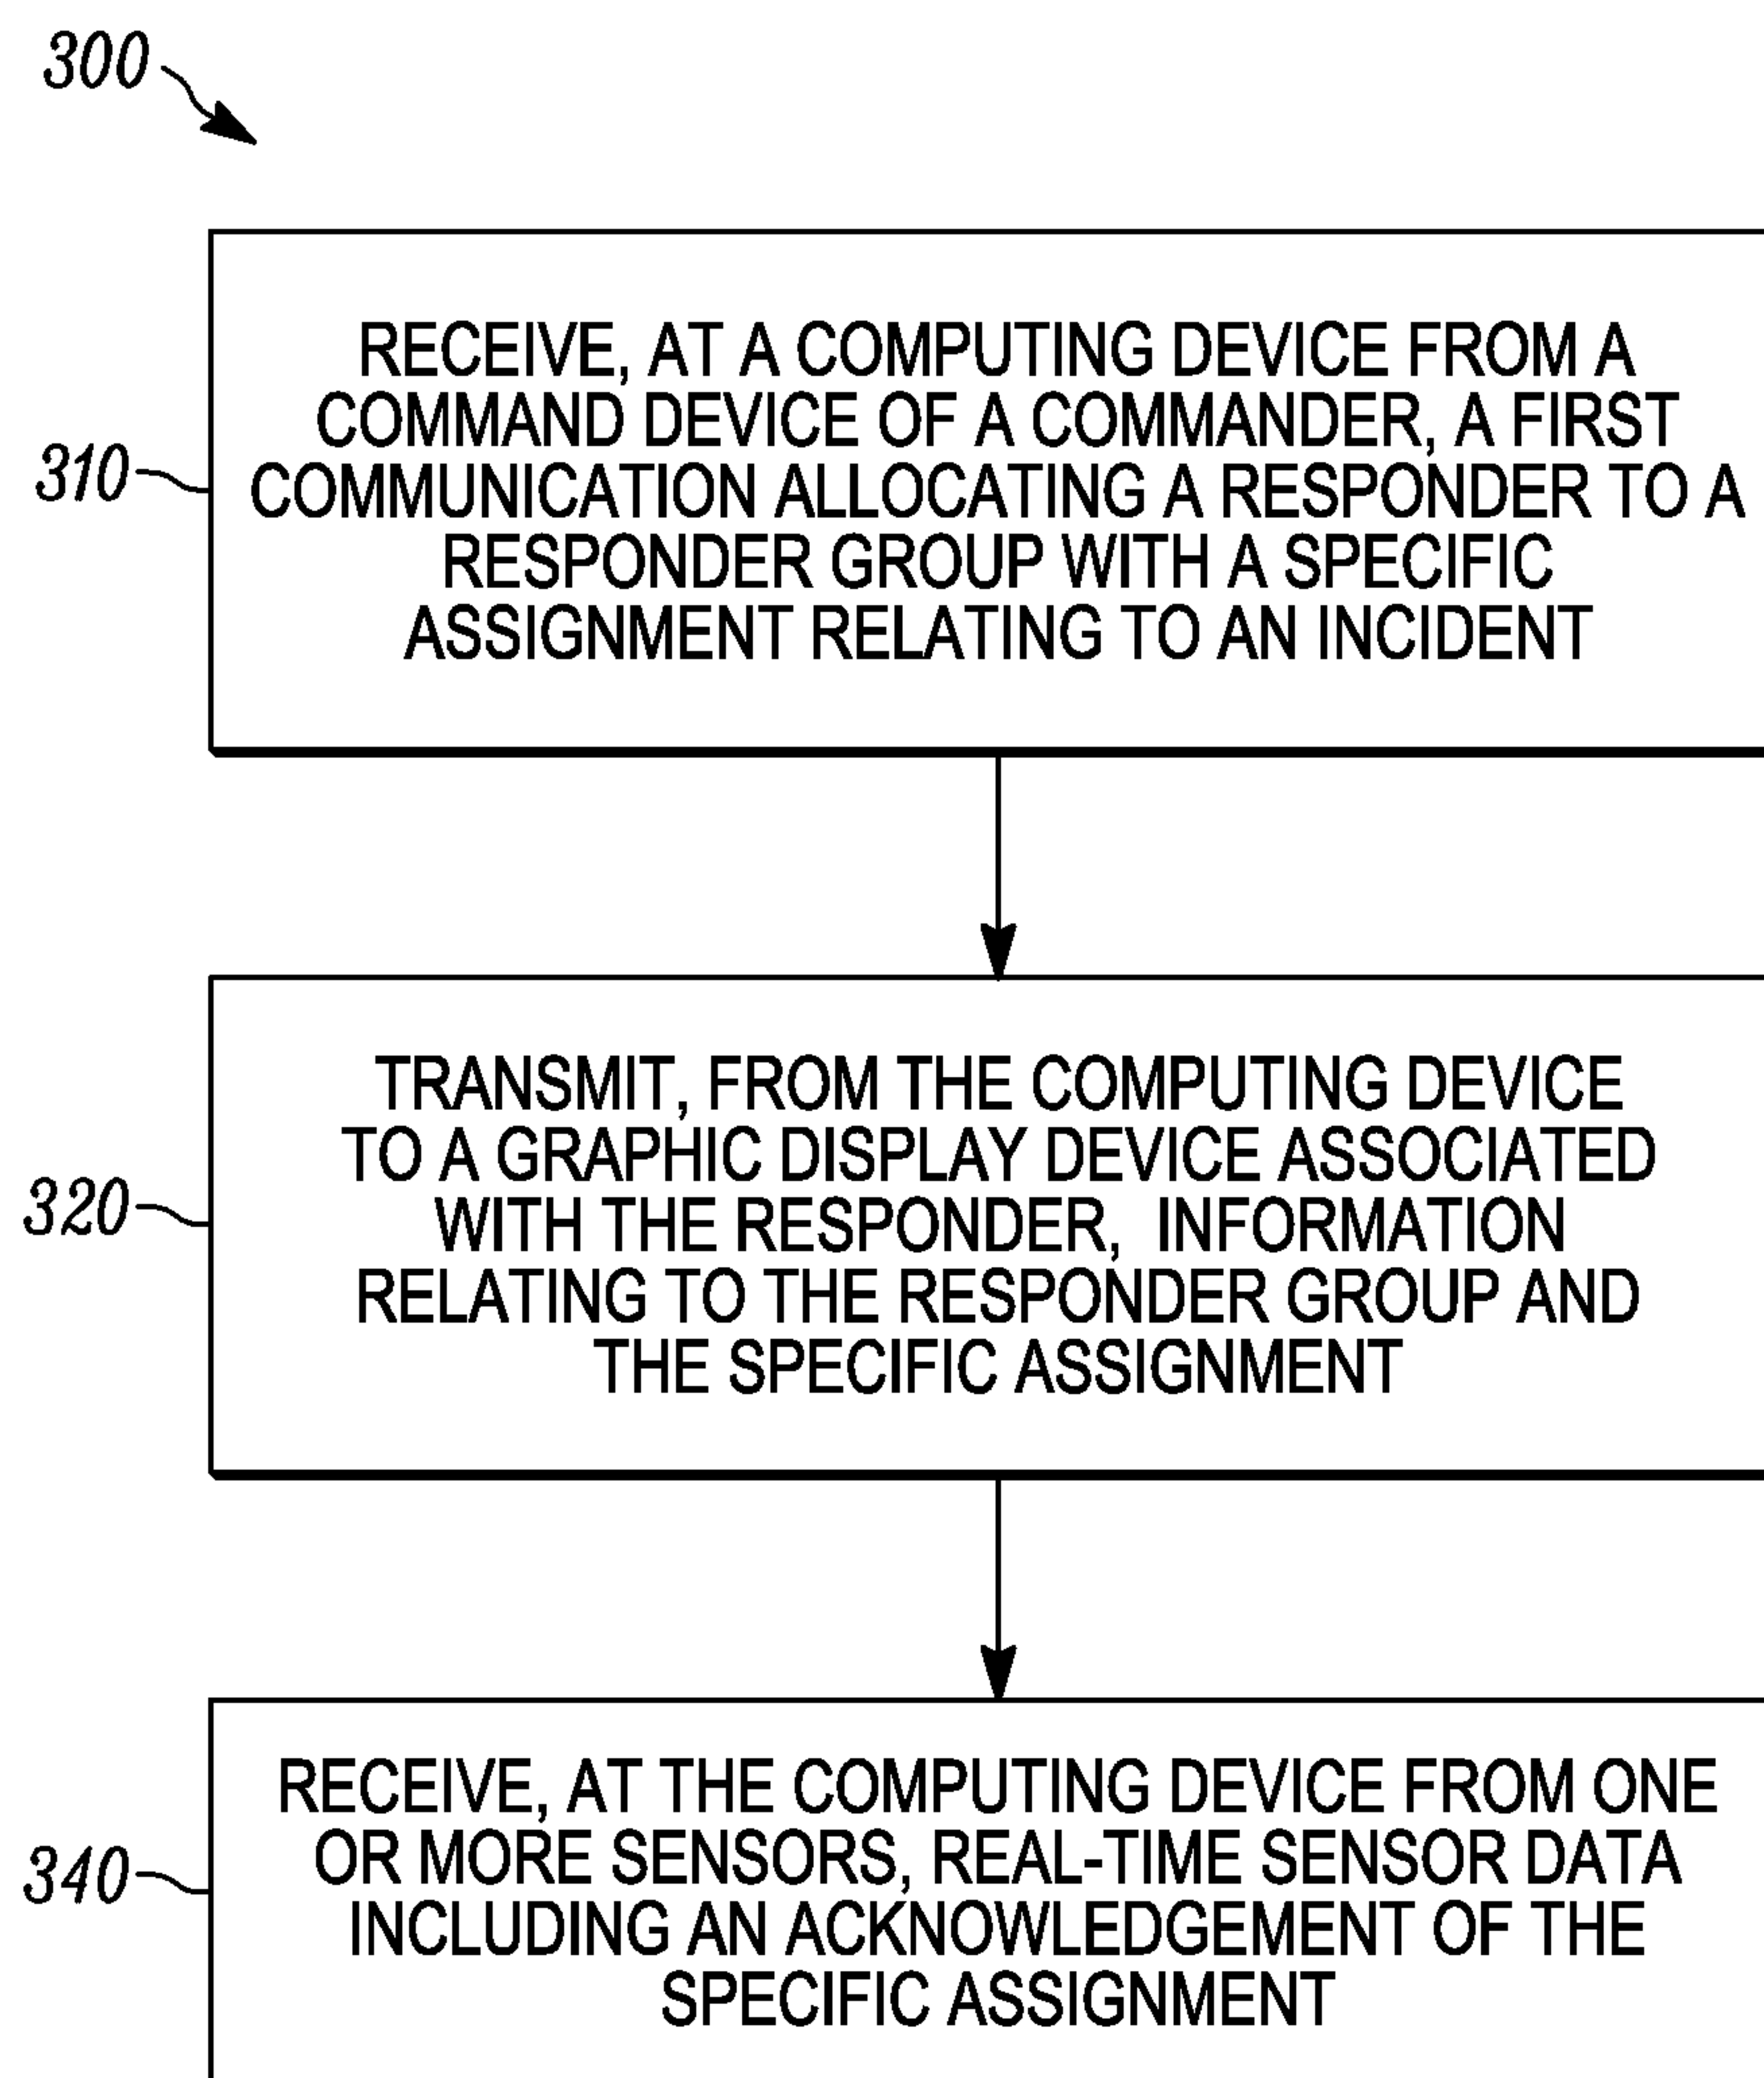 300
310
RECEIVE, AT A COMPUTING DEVICE FROM A
COMMAND DEVICE OF A COMMANDER, A FIRST
COMMUNICATION ALLOCATING A RESPONDER TO A
RESPONDER GROUP WITH A SPECIFIC
ASSIGNMENT RELATING TO AN INCIDENT
320
TRANSMIT, FROM THE COMPUTING DEVICE
TO A GRAPHIC DISPLAY DEVICE ASSOCIATED
WITH THE RESPONDER, INFORMATION
RELATING TO THE RESPONDER GROUP AND
THE SPECIFIC ASSIGNMENT
340
RECEIVE, AT THE COMPUTING DEVICE FROM ONE
OR MORE SENSORS, REAL-TIME SENSOR DATA
INCLUDING AN ACKNOWLEDGEMENT OF THE
SPECIFIC ASSIGNMENT